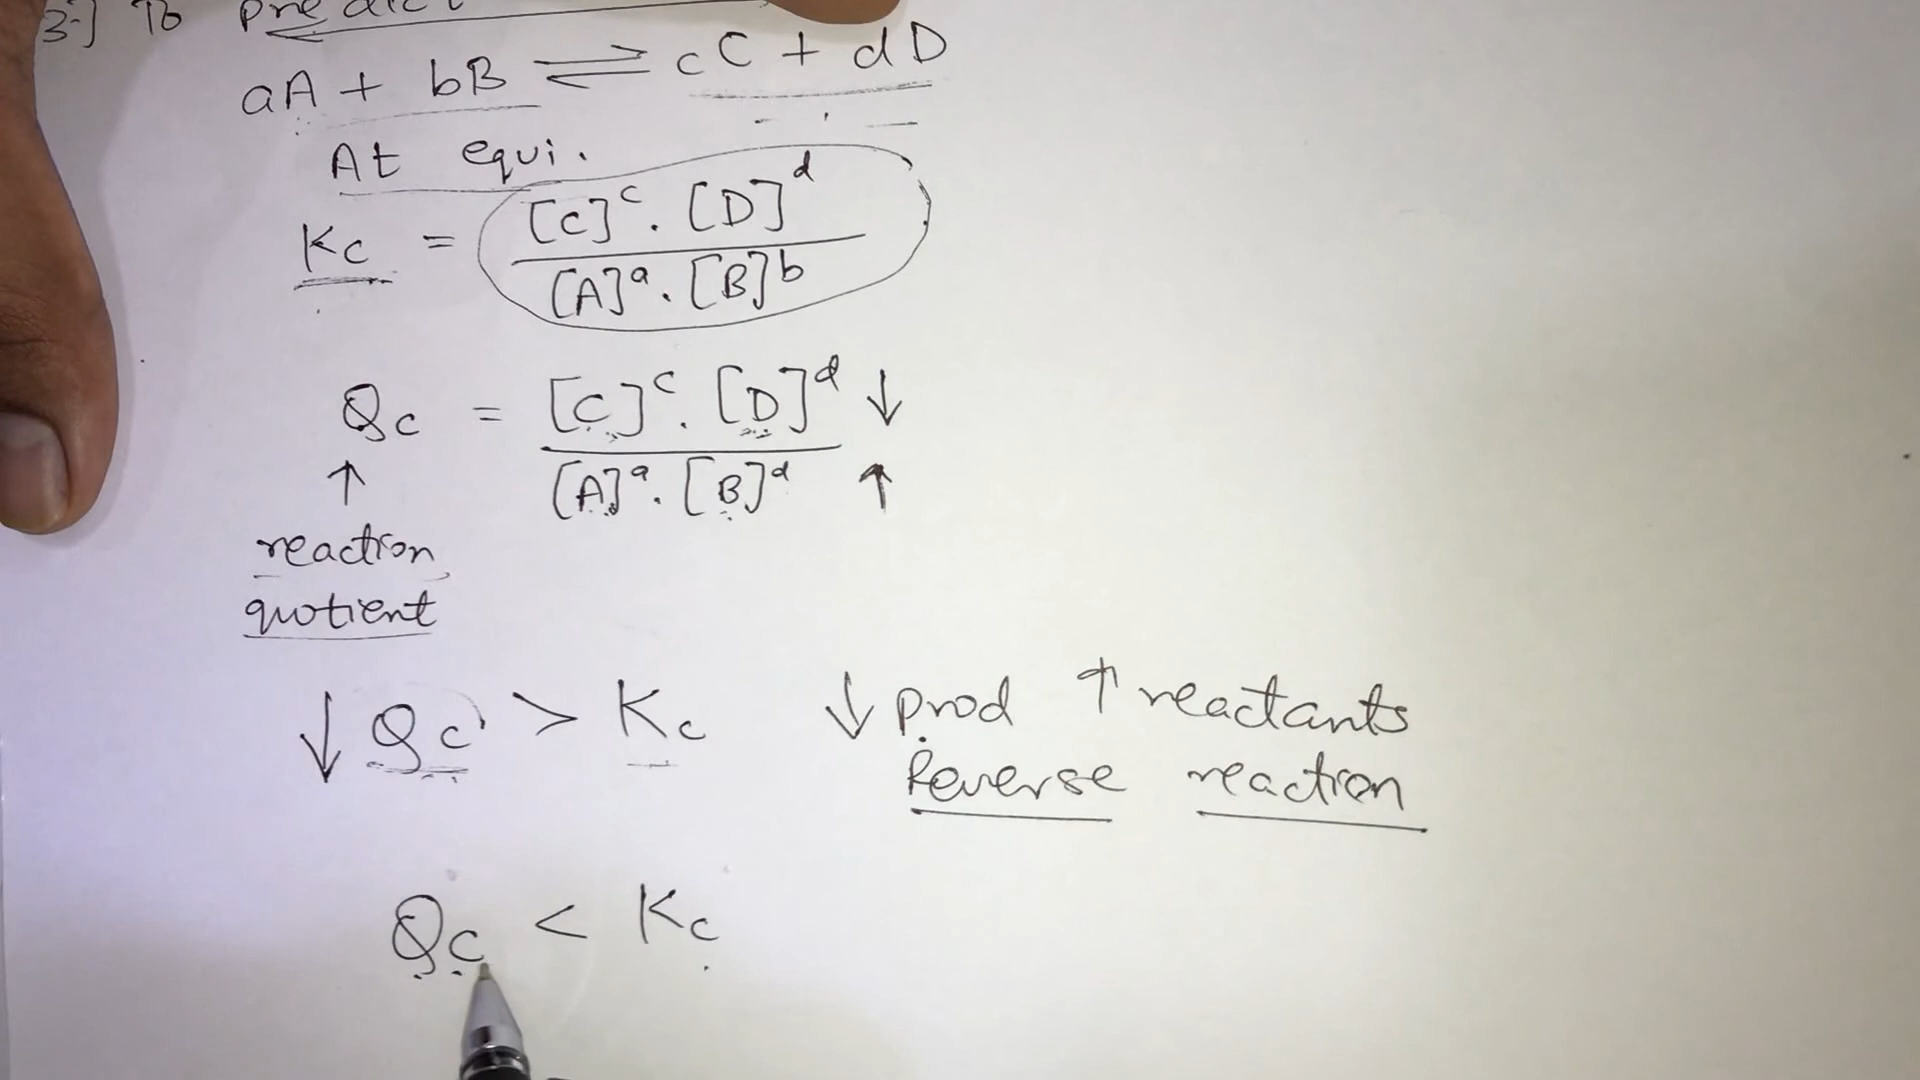 3.] To predict
aA + bB ⇌ cC + dD
At equi.
Kc = [C]^c . [D]^d / [A]^a . [B]^b
Qc = [C]^c . [D]^d ↓ / [A]^a . [B]^d ↑
↑
reaction
quotient
↓ Qc > Kc ↓ Prod ↑ reactants
Reverse reaction
Qc < Kc